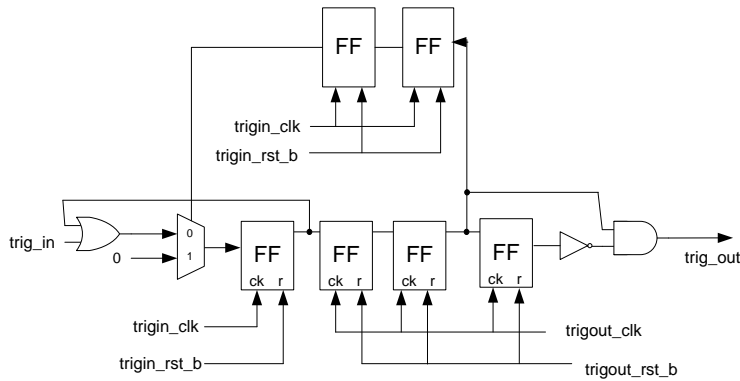 FF
FF
trigin_clk
trigin_rst_b
trig_in
0
0
1
FF
ck r
FF
ck r
FF
ck r
FF
ck r
trig_out
trigin_clk
trigout_clk
trigin_rst_b
trigout_rst_b